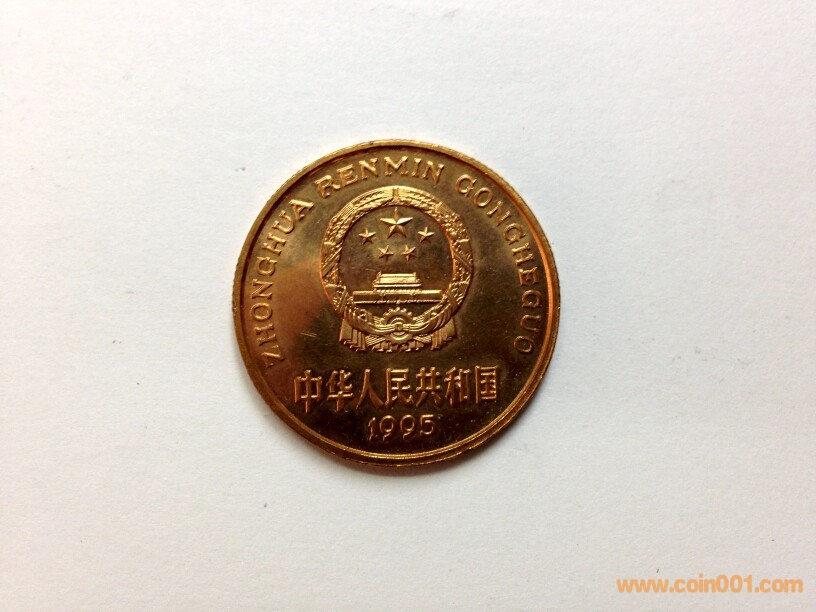 ZHONGHUA RENMIN GONGHEGUO
中华人民共和国
1995
www.coin001.com